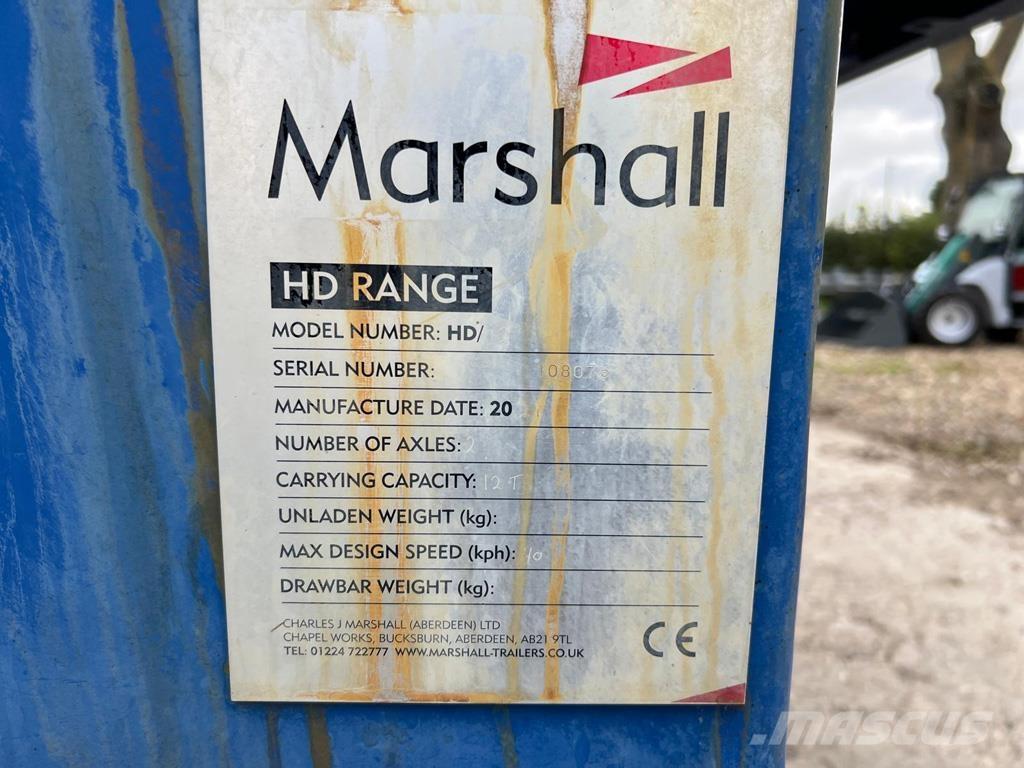 Marshall
HD RANGE
MODEL NUMBER: HD/
SERIAL NUMBER:
MANUFACTURE DATE: 20
NUMBER OF AXLES:
CARRYING CAPACITY: 12 T
UNLADEN WEIGHT (kg):
MAX DESIGN SPEED (kph):
DRAWBAR WEIGHT (kg):
CHARLES J MARSHALL (ABERDEEN) LTD
CHAPEL WORKS, BUCKSBURN, ABERDEEN, AB21 9TL
TEL: 01224 722777 WWW.MARSHALL-TRAILERS.CO.UK
CE
MASCUS